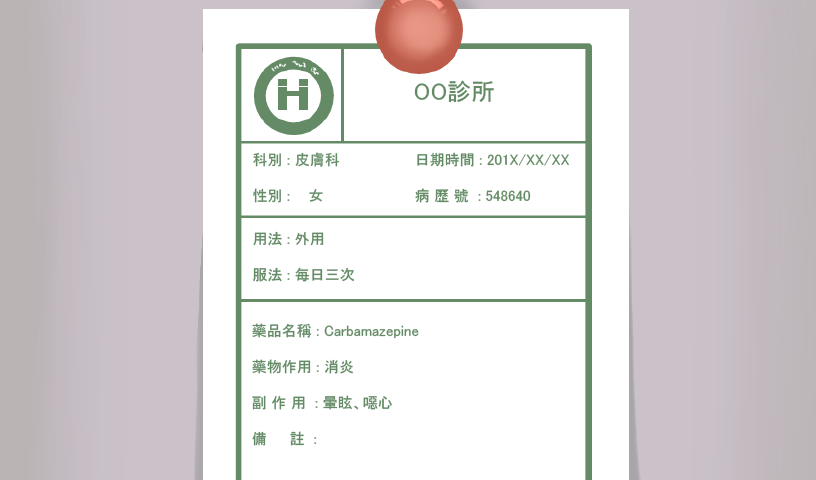 OO診所
科別 : 皮膚科 日期時間 : 201X/XX/XX
性別 : 女 病歷號 : 548640
用法 : 外用
服法 : 每日三次
藥品名稱 : Carbamazepine
藥物作用 : 消炎
副作用 : 暈眩、噁心
備註 :